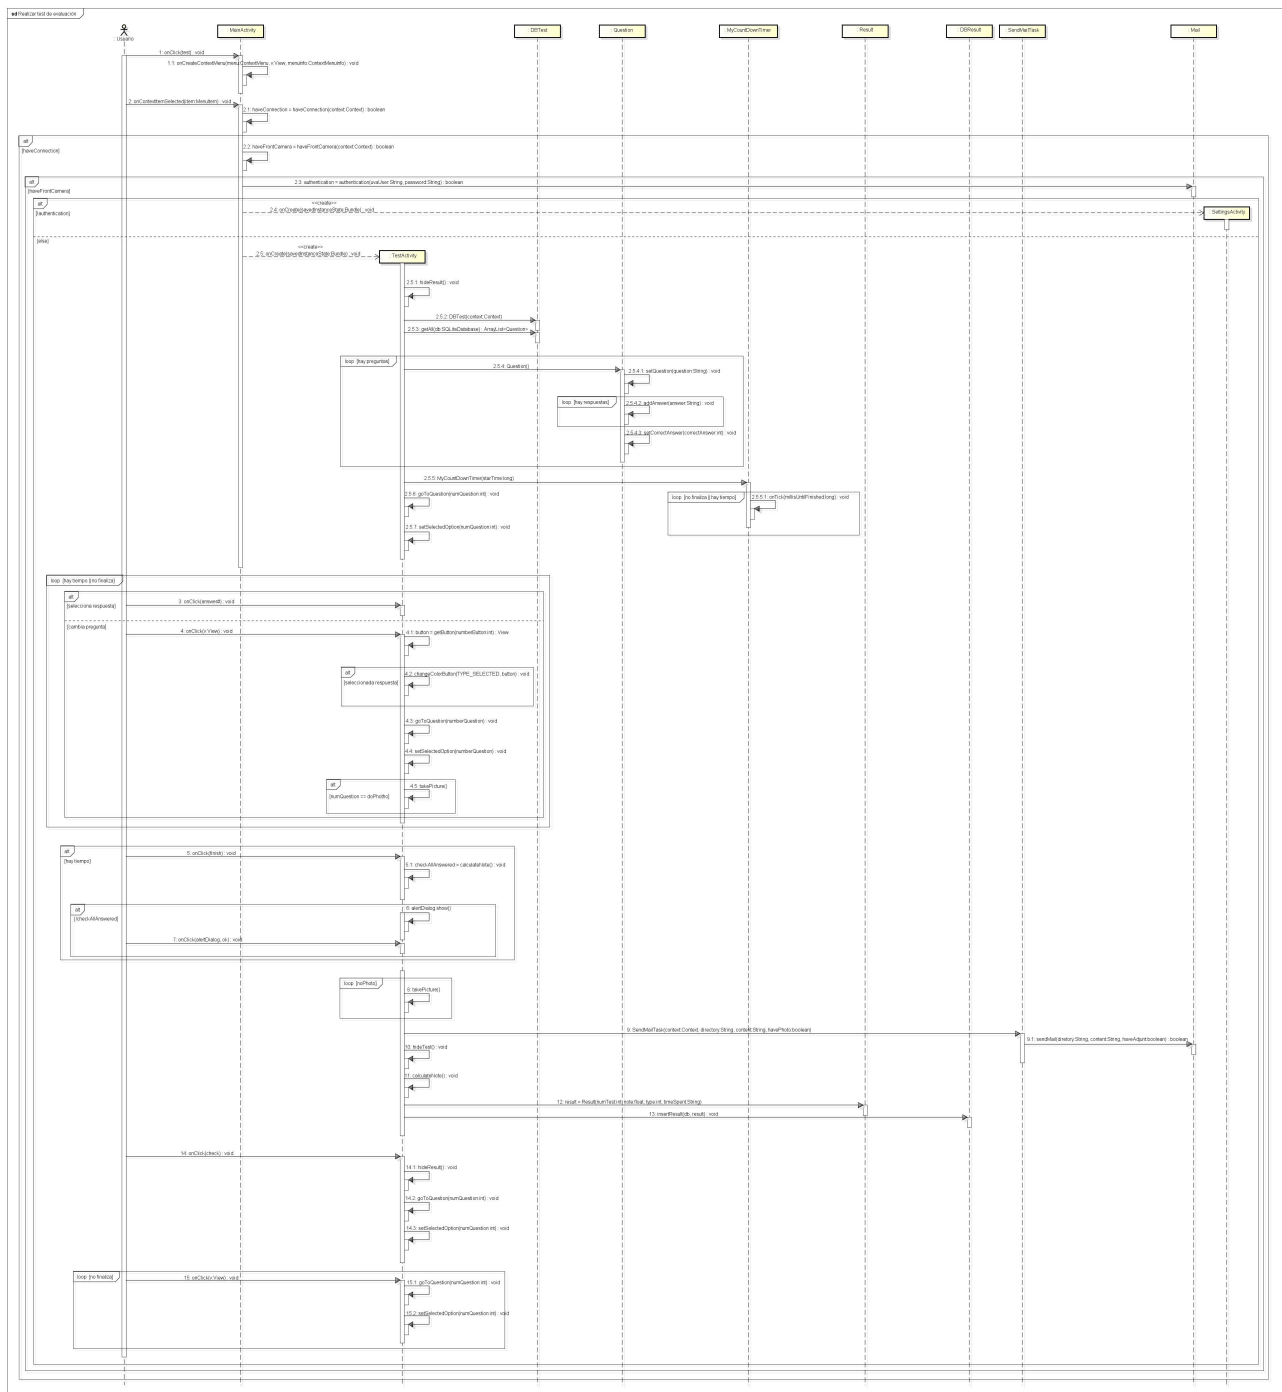 sd Realizar test de evaluación
Usuario
MainActivity
: DBTest
: Question
MyCountDownTimer
: Result
: DBResult
SendMailTask
: Mail
1: onClick(test) : void
1.1: onCreateContextMenu(menu:ContextMenu, v:View, menuInfo:ContextMenuInfo) : void
2: onContextItemSelected(item:MenuItem) : void
2.1: haveConnection = haveConnection(context:Context) : boolean
alt
[haveConnection]
2.2: haveFrontCamera = haveFrontCamera(context:Context) : boolean
alt
[haveFrontCamera]
2.3: authentication = authentication(uvaUser:String, password:String) : boolean
alt
[!authentication]
<<create>>
2.4: onCreate(savedInstanceState:Bundle) : void
SettingsActivity
[else]
<<create>>
2.5: onCreate(savedInstanceState:Bundle) : void
TestActivity
2.5.1: hideResult() : void
2.5.2: DBTest(context:Context)
2.5.3: getAll(db:SQLiteDatabase) : ArrayList<Question>
loop [hay preguntas]
2.5.4: Question()
2.5.4.1: setQuestion(question:String) : void
loop [hay respuestas]
2.5.4.2: addAnswer(answer:String) : void
2.5.4.3: setCorrectAnswer(correctAnswer:int) : void
2.5.5: MyCountDownTimer(starTime:long)
2.5.6: goToQuestion(numQuestion:int) : void
loop [no finaliza || hay tiempo]
2.5.5.1: onTick(millisUntilFinished:long) : void
2.5.7: setSelectedOption(numQuestion:int) : void
loop [hay tiempo || no finaliza]
alt
[selecciona respuesta]
3: onClick(answer#) : void
[cambia pregunta]
4: onClick(v:View) : void
4.1: button = getButton(numberButton:int) : View
alt
[seleccionada respuesta]
4.2: changeColorButton(TYPE_SELECTED, button) : void
4.3: goToQuestion(numberQuestion) : void
4.4: setSelectedOption(numberQuestion) : void
alt
[numQuestion == doPhotho]
4.5: takePicture()
alt
[hay tiempo]
5: onClick(finish) : void
5.1: checkAllAnswered = calculateNote() : void
alt
[!checkAllAnswered]
6: alertDialog.show()
7: onClick(alertDialog, ok) : void
loop [noPhoto]
8: takePicture()
9: SendMailTask(context:Context, directory:String, content:String, havePhoto:boolean)
9.1: sendMail(diretory:String, content:String, haveAdjunt:boolean) : boolean
10: hideTest() : void
11: calculateNote() : void
12: result = Result(numTest:int, note:float, type:int, timeSpent:String)
13: insertResult(db, result) : void
14: onClick(check) : void
14.1: hideResult() : void
14.2: goToQuestion(numQuestion:int) : void
14.3: setSelectedOption(numQuestion:int) : void
loop [no finaliza]
15: onClick(v:View) : void
15.1: goToQuestion(numQuestion:int) : void
15.2: setSelectedOption(numQuestion:int) : void